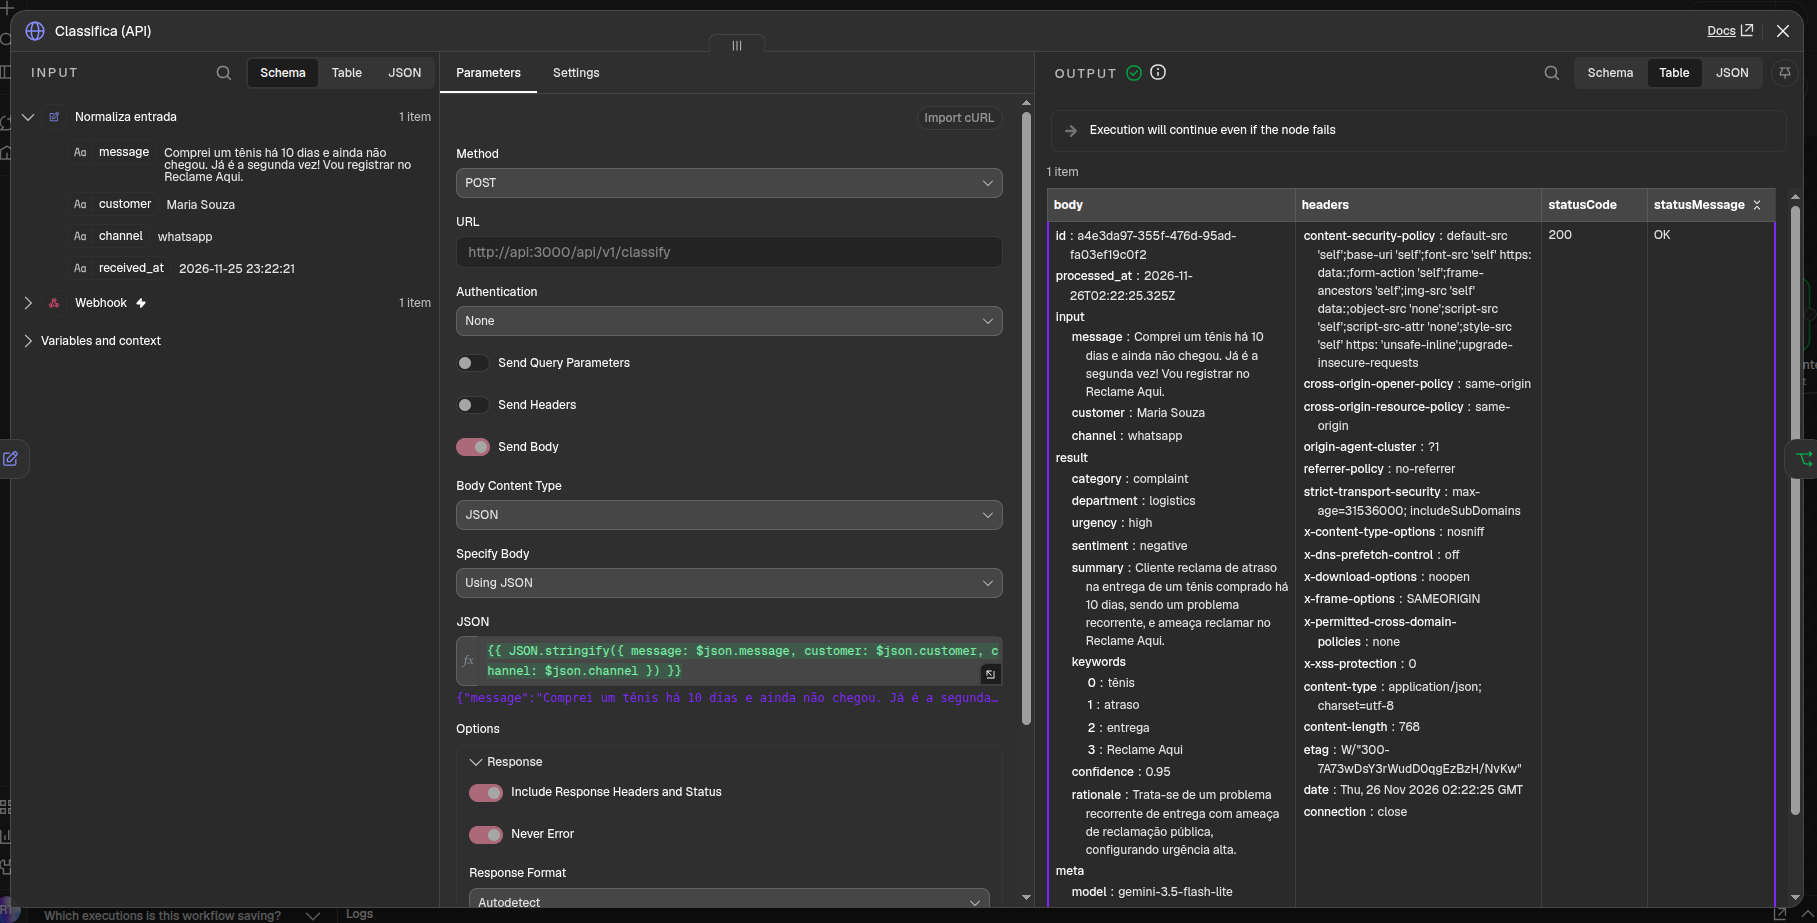 Classifica (API)
Docs
INPUT
Schema
Table
JSON
Normaliza entrada
1 item
Aa message
Comprei um tênis há 10 dias e ainda não
chegou. Já é a segunda vez! Vou registrar no
Reclame Aqui.
Aa customer Maria Souza
Aa channel whatsapp
Aa received_at 2026-11-25 23:22:21
Webhook
1 item
Variables and context
Parameters
Settings
Import cURL
Method
POST
URL
http://api:3000/api/v1/classify
Authentication
None
Send Query Parameters
Send Headers
Send Body
Body Content Type
JSON
Specify Body
Using JSON
JSON
fx
{{ JSON.stringify({ message: $json.message, customer: $json.customer, c
hannel: $json.channel }) }}
{"message":"Comprei um tênis há 10 dias e ainda não chegou. Já é a segunda…
Options
Response
Include Response Headers and Status
Never Error
Response Format
Autodetect
OUTPUT
Schema
Table
JSON
Execution will continue even if the node fails
1 item
body
id : a4e3da97-355f-476d-95ad-
fa03ef19c0f2
processed_at : 2026-11-
26T02:22:25.325Z
input
message : Comprei um tênis há 10
dias e ainda não chegou. Já é a
segunda vez! Vou registrar no
Reclame Aqui.
customer : Maria Souza
channel : whatsapp
result
category : complaint
department : logistics
urgency : high
sentiment : negative
summary : Cliente reclama de atraso
na entrega de um tênis comprado há
10 dias, sendo um problema
recorrente, e ameaça reclamar no
Reclame Aqui.
keywords
0 : tênis
1 : atraso
2 : entrega
3 : Reclame Aqui
confidence : 0.95
rationale : Trata-se de um problema
recorrente de entrega com ameaça
de reclamação pública,
configurando urgência alta.
meta
model : gemini-3.5-flash-lite
headers
content-security-policy : default-src
'self';base-uri 'self';font-src 'self' https:
data:;form-action 'self';frame-
ancestors 'self';img-src 'self'
data:;object-src 'none';script-src
'self';script-src-attr 'none';style-src
'self' https: 'unsafe-inline';upgrade-
insecure-requests
cross-origin-opener-policy : same-origin
cross-origin-resource-policy : same-
origin
origin-agent-cluster : ?1
referrer-policy : no-referrer
strict-transport-security : max-
age=31536000; includeSubDomains
x-content-type-options : nosniff
x-dns-prefetch-control : off
x-download-options : noopen
x-frame-options : SAMEORIGIN
x-permitted-cross-domain-
policies : none
x-xss-protection : 0
content-type : application/json;
charset=utf-8
content-length : 768
etag : W/"300-
7A73wDsY3rWudD0qgEzBzH/NvKw"
date : Thu, 26 Nov 2026 02:22:25 GMT
connection : close
statusCode
200
statusMessage
OK
Which executions is this workflow saving?
Logs